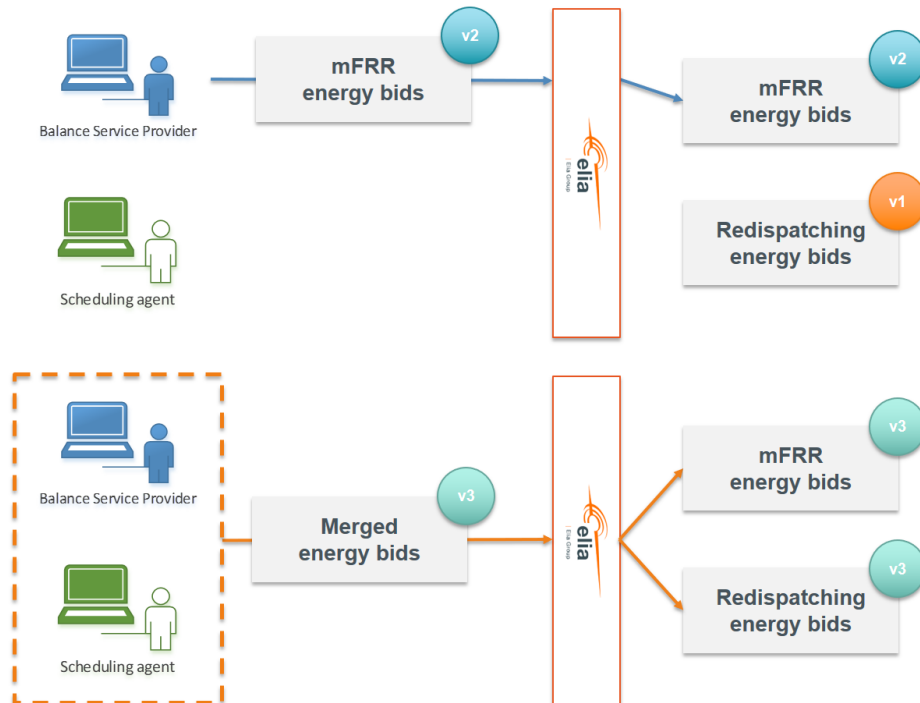 v2
mFRR
energy bids
Balance Service Provider
elia
Elia Group
v2
mFRR
energy bids
v1
Redispatching
energy bids
Scheduling agent
Balance Service Provider
v3
Merged
energy bids
elia
Elia Group
v3
mFRR
energy bids
v3
Redispatching
energy bids
Scheduling agent